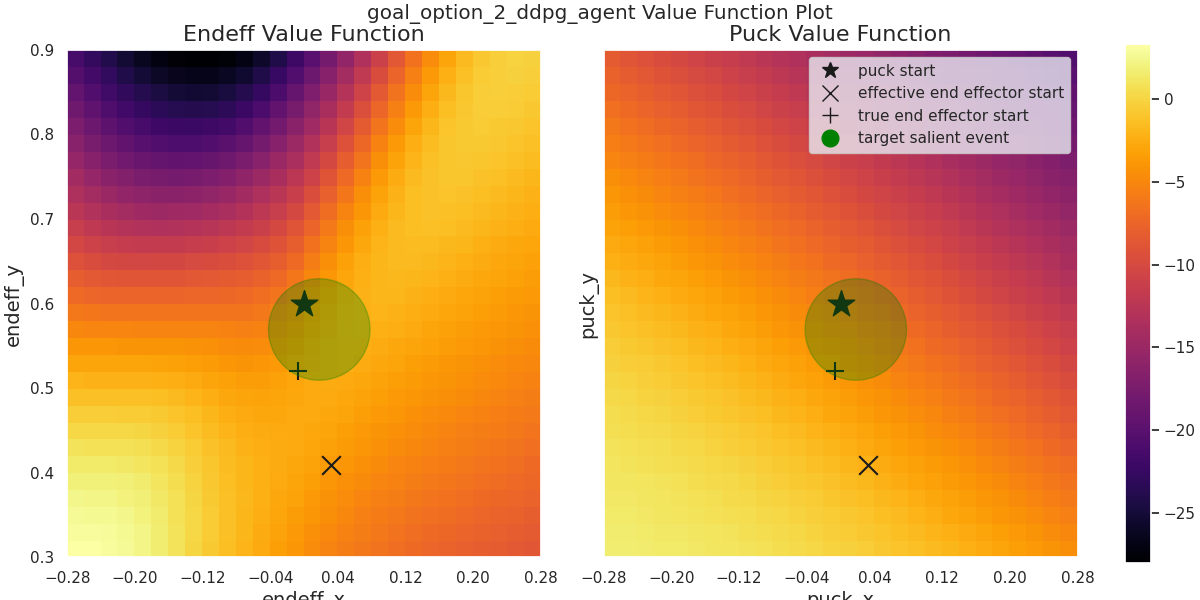 goal_option_2_ddpg_agent Value Function Plot
Endeff Value Function
Puck Value Function
puck start
effective end effector start
true end effector start
target salient event
0.9
0.8
0.7
0.6
0.5
0.4
0.3
endeff_y
puck_y
−0.28 −0.20 −0.12 −0.04 0.04 0.12 0.20 0.28
−0.28 −0.20 −0.12 −0.04 0.04 0.12 0.20 0.28
endeff_x
puck_x
0
−5
−10
−15
−20
−25